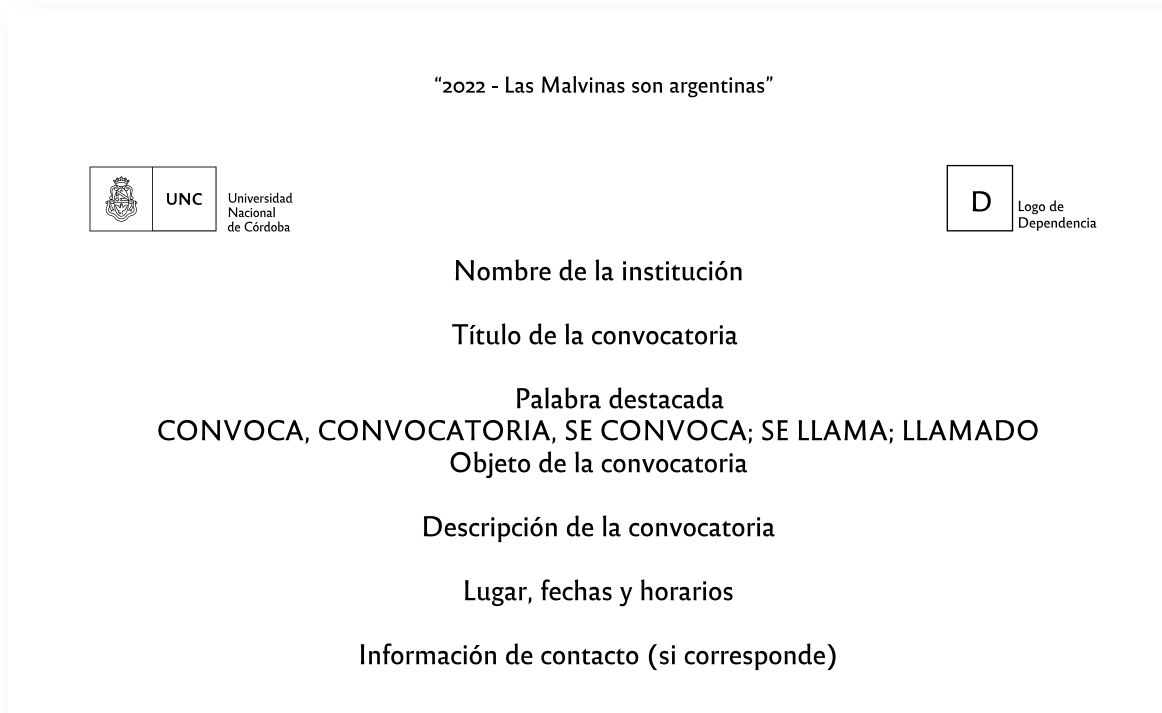 “2022 - Las Malvinas son argentinas”
UNC
Universidad
Nacional
de Córdoba
D
Logo de
Dependencia
Nombre de la institución
Título de la convocatoria
Palabra destacada
CONVOCA, CONVOCATORIA, SE CONVOCA; SE LLAMA; LLAMADO
Objeto de la convocatoria
Descripción de la convocatoria
Lugar, fechas y horarios
Información de contacto (si corresponde)